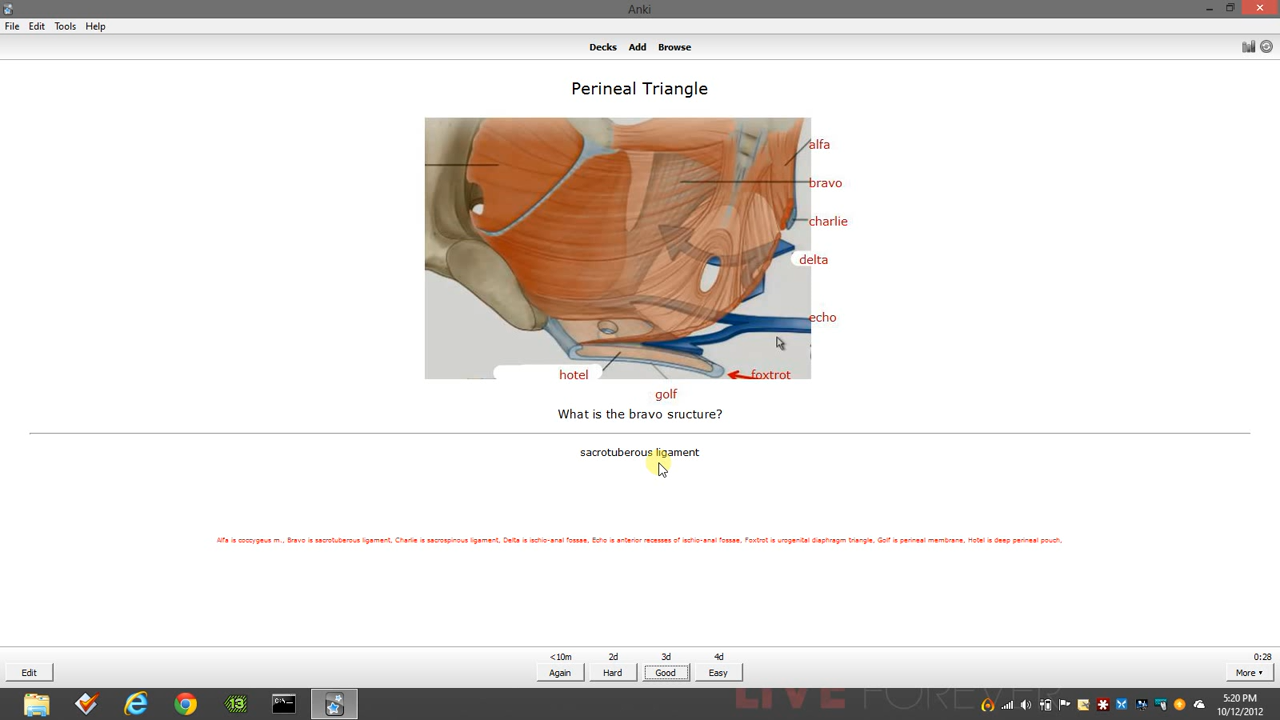 Anki
File Edit Tools Help
Decks Add Browse
Perineal Triangle
alfa
bravo
charlie
delta
echo
hotel
foxtrot
golf
What is the bravo sructure?
sacrotuberous ligament
Alfa is coccygeus m., Bravo is sacrotuberous ligament, Charlie is sacrospinous ligament, Delta is ischio-anal fossae, Echo is anterior recesses of ischio-anal fossae, Foxtrot is urogenital diaphragm triangle, Golf is perineal membrane, Hotel is deep perineal pouch,
<10m 2d 3d 4d 0:28
Edit Again Hard Good Easy More
LIVE FOREVER
13
5:20 PM
10/12/2012